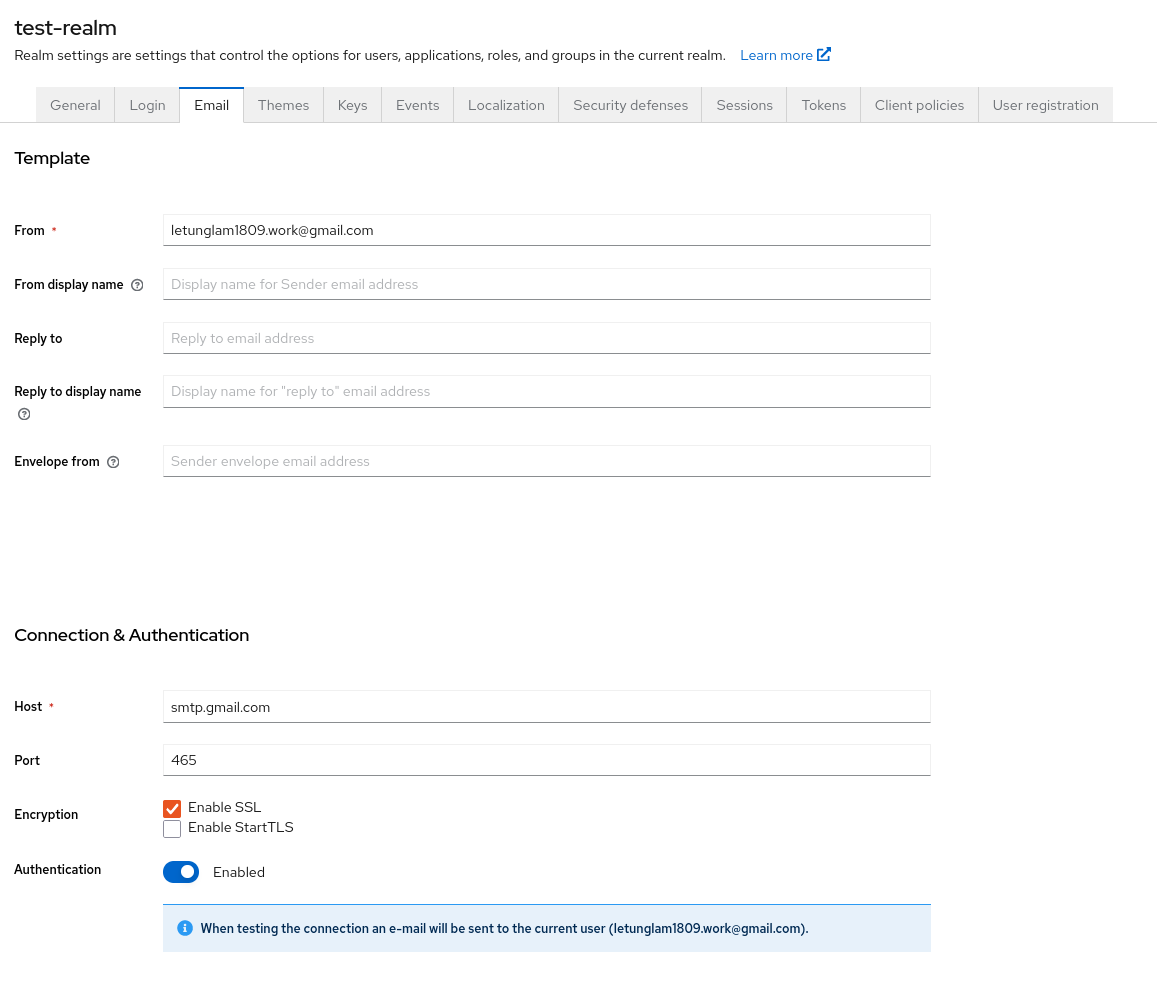 test-realm
Realm settings are settings that control the options for users, applications, roles, and groups in the current realm. Learn more
General Login Email Themes Keys Events Localization Security defenses Sessions Tokens Client policies User registration
Template
From * letunglam1809.work@gmail.com
From display name Display name for Sender email address
Reply to Reply to email address
Reply to display name Display name for "reply to" email address
Envelope from Sender envelope email address
Connection & Authentication
Host * smtp.gmail.com
Port 465
Encryption Enable SSL
Enable StartTLS
Authentication Enabled
When testing the connection an e-mail will be sent to the current user (letunglam1809.work@gmail.com).